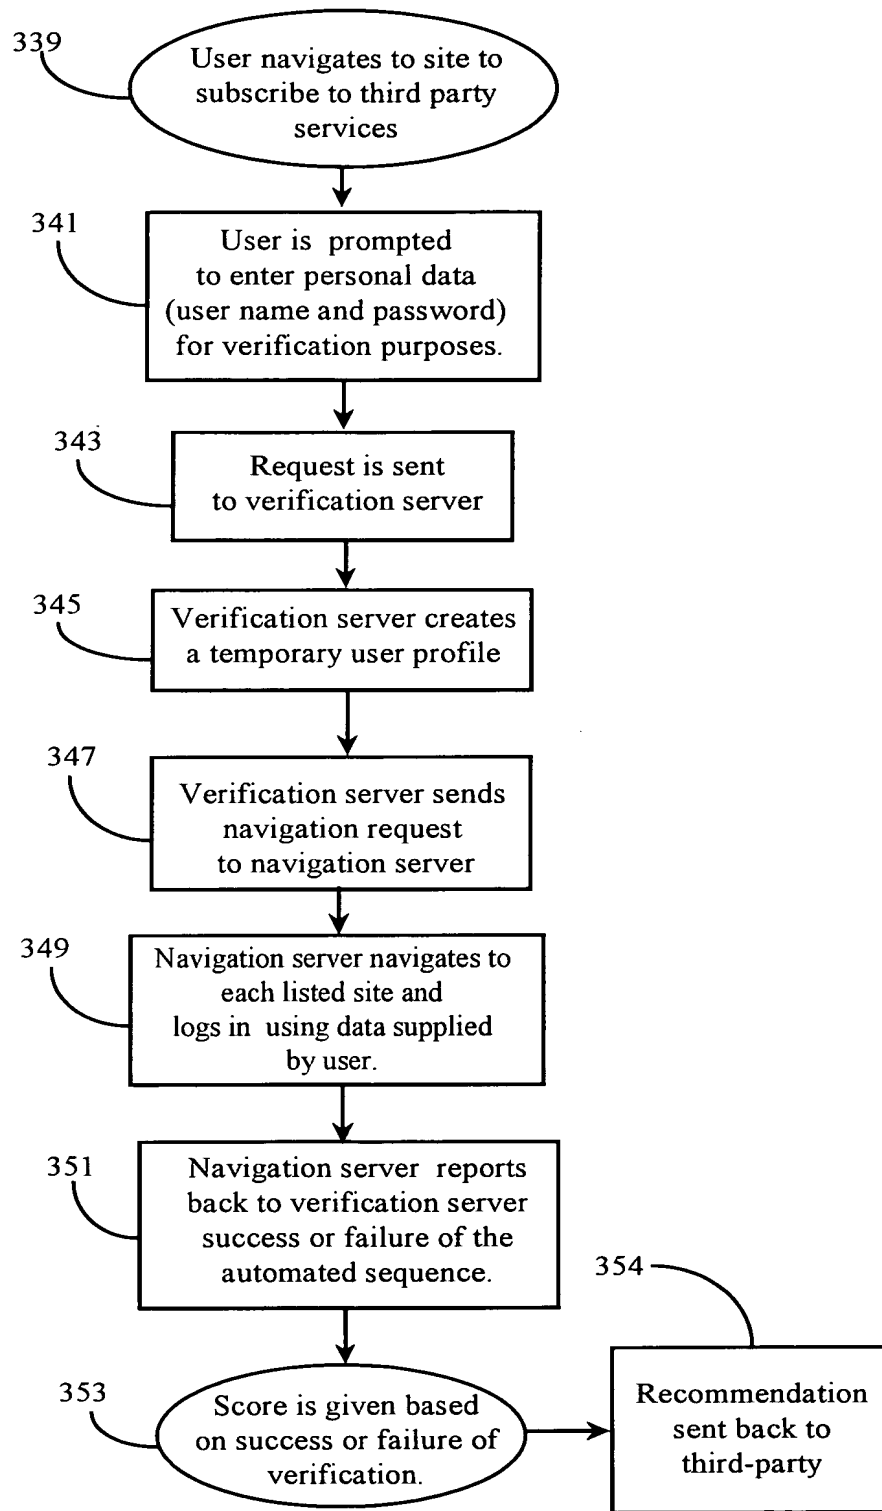 339
User navigates to site to
subscribe to third party
services
341
User is prompted
to enter personal data
(user name and password)
for verification purposes.
343
Request is sent
to verification server
345
Verification server creates
a temporary user profile
347
Verification server sends
navigation request
to navigation server
349
Navigation server navigates to
each listed site and
logs in using data supplied
by user.
351
Navigation server reports
back to verification server
success or failure of the
automated sequence.
353
Score is given based
on success or failure of
verification.
354
Recommendation
sent back to
third-party